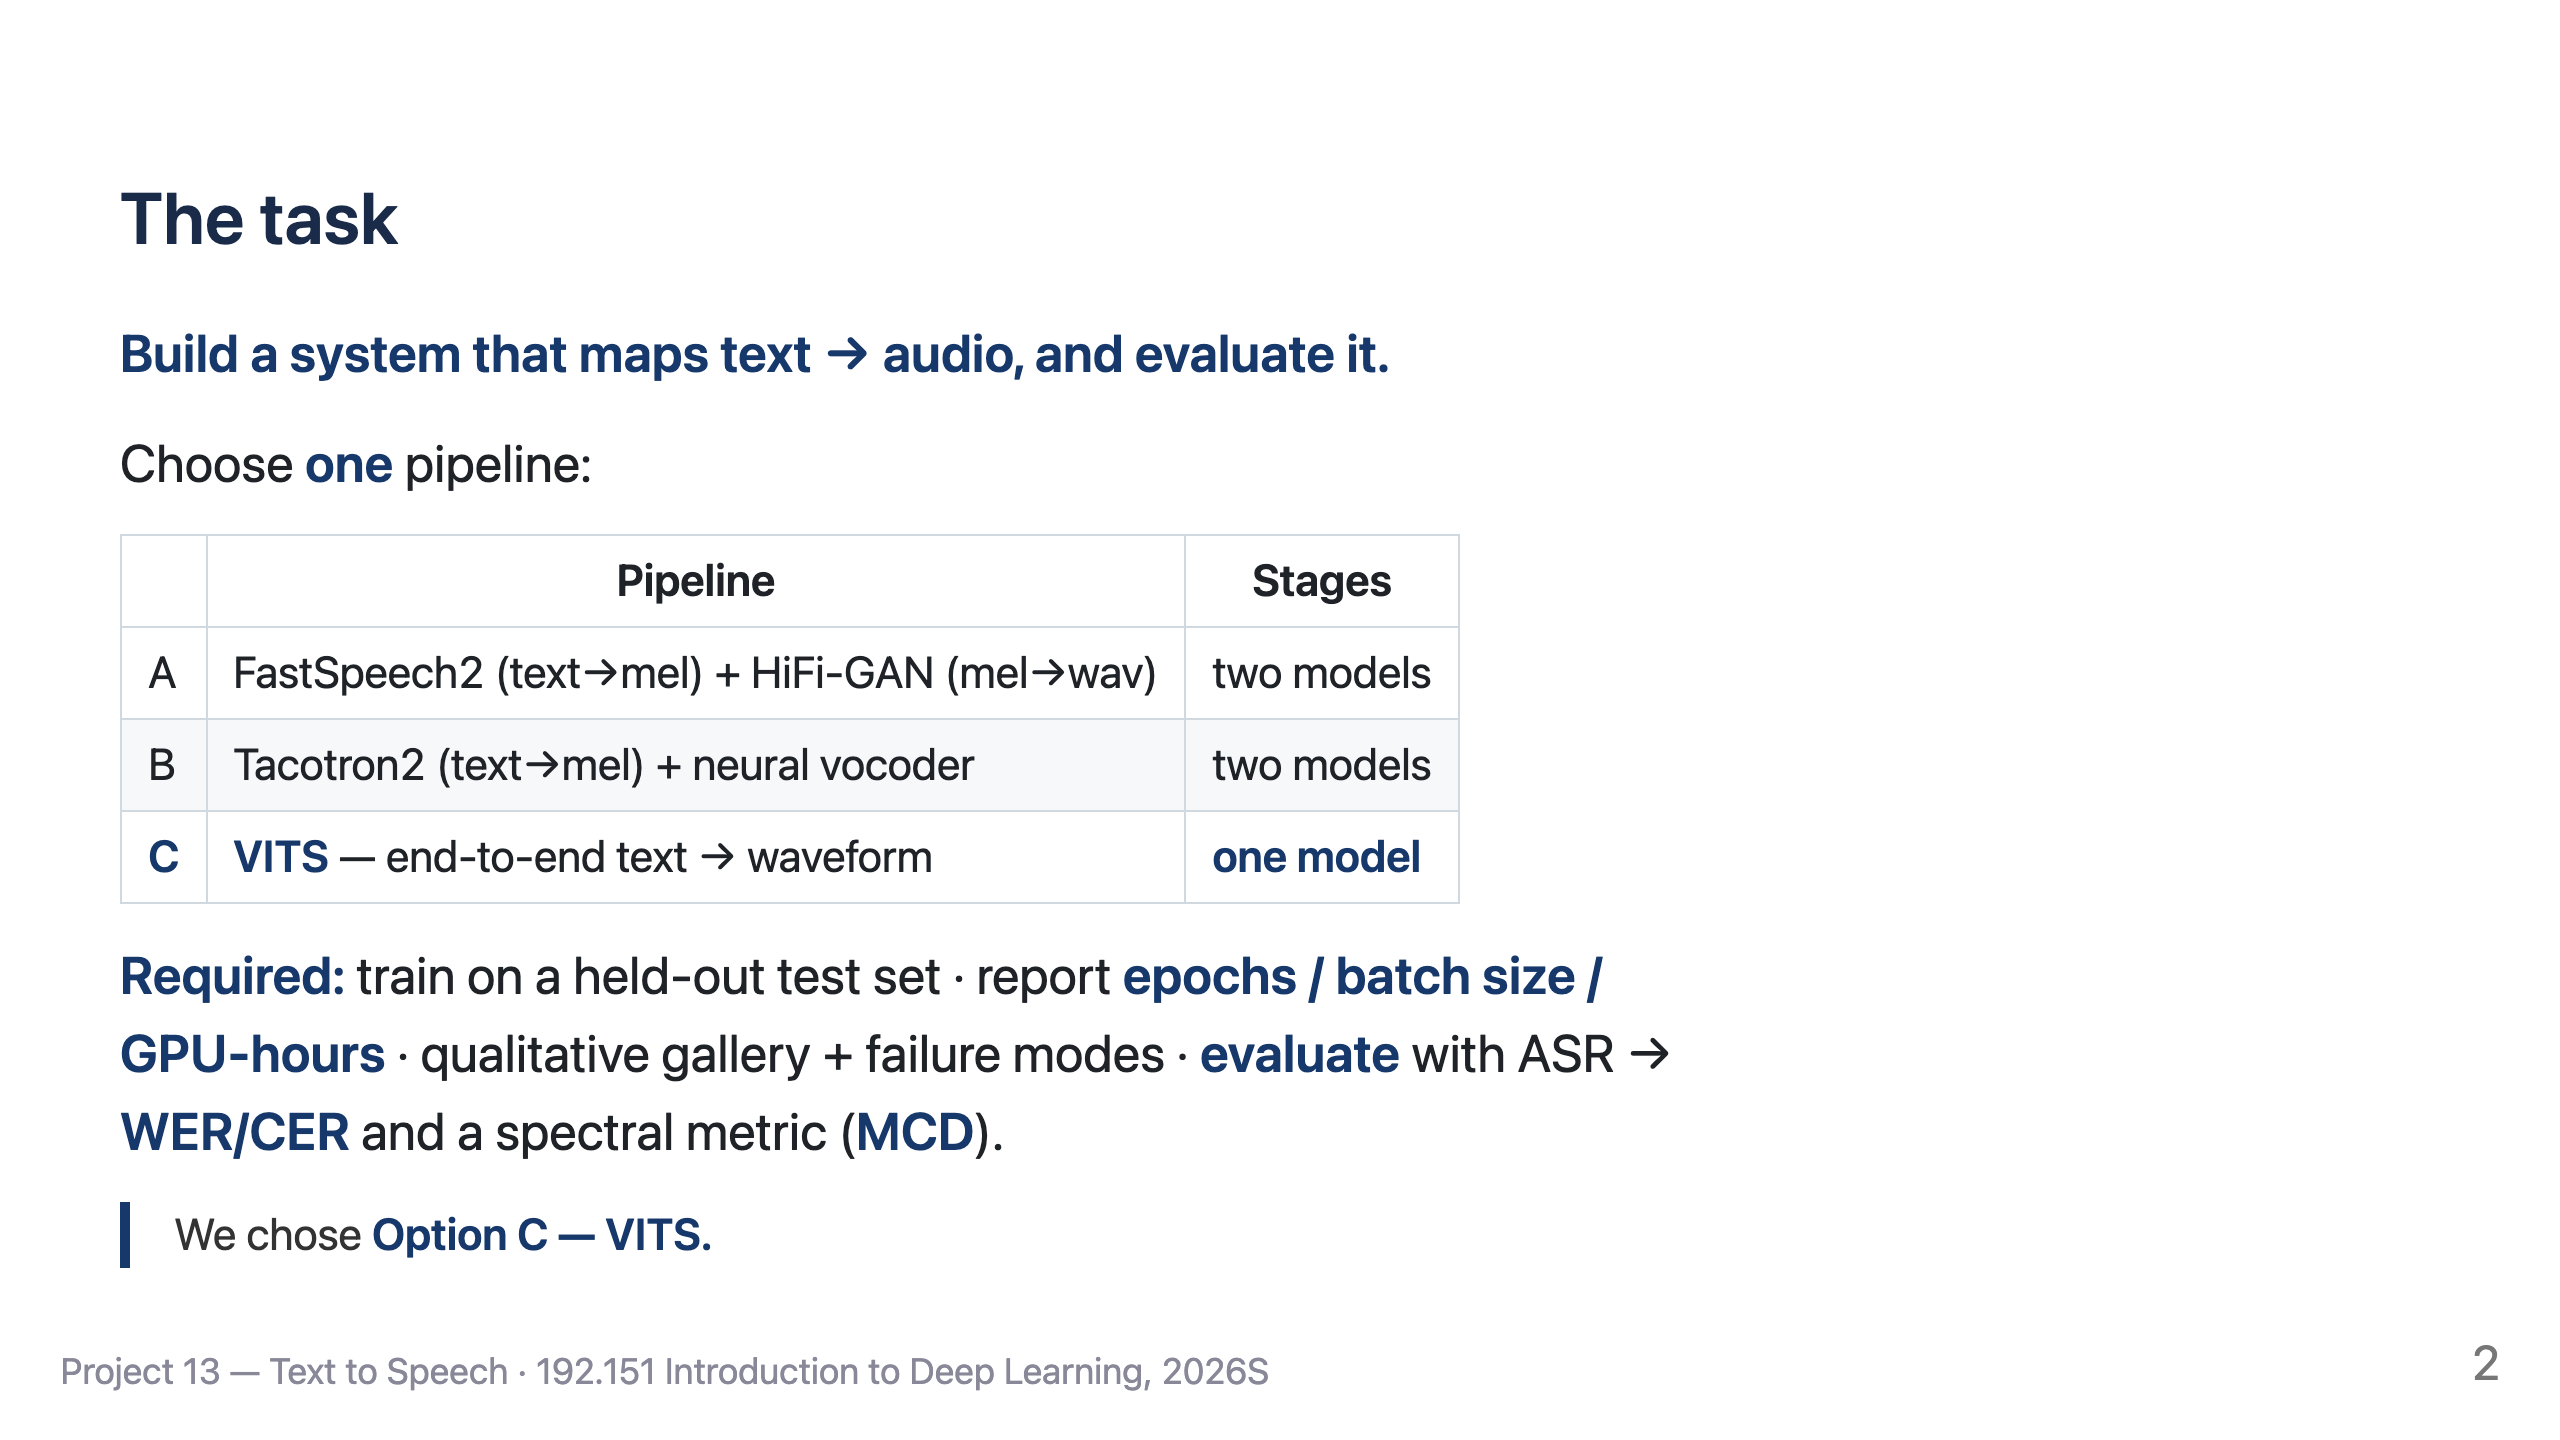 The task
Build a system that maps text → audio, and evaluate it.
Choose one pipeline:
Pipeline Stages
A FastSpeech2 (text→mel) + HiFi-GAN (mel→wav) two models
B Tacotron2 (text→mel) + neural vocoder two models
C VITS — end-to-end text → waveform one model
Required: train on a held-out test set · report epochs / batch size /
GPU-hours · qualitative gallery + failure modes · evaluate with ASR →
WER/CER and a spectral metric (MCD).
We chose Option C — VITS.
Project 13 — Text to Speech · 192.151 Introduction to Deep Learning, 2026S
2